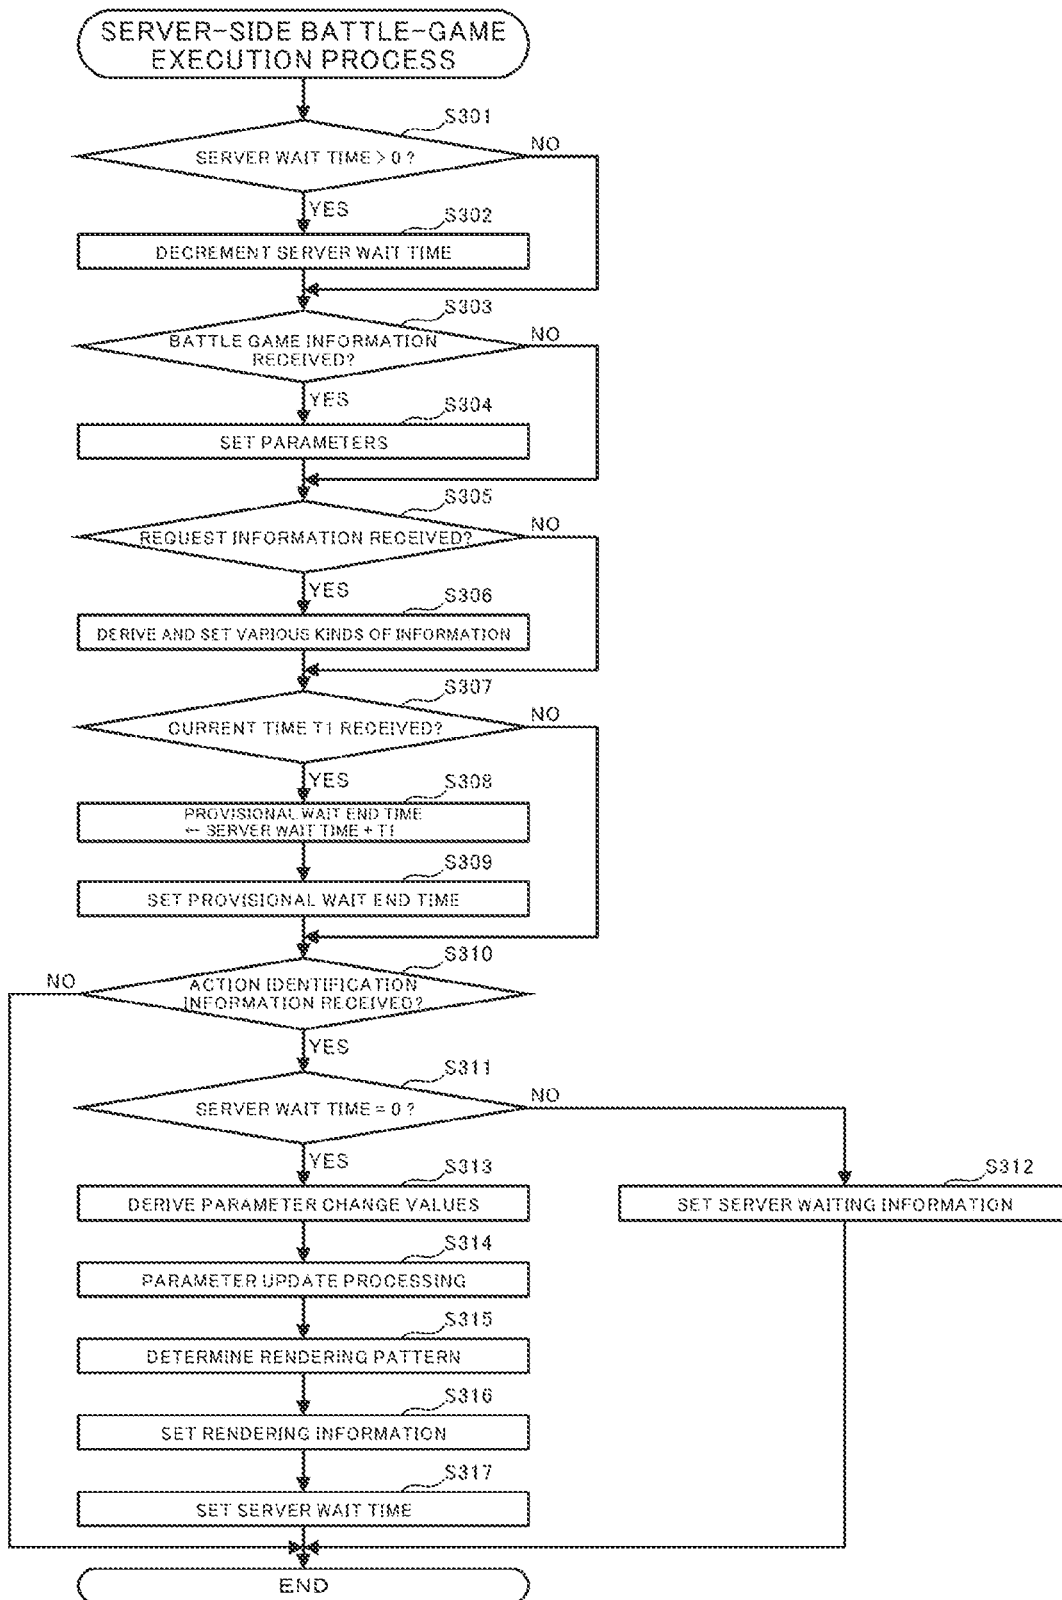 SERVER-SIDE BATTLE-GAME
EXECUTION PROCESS
S301
SERVER WAIT TIME > 0 ?
NO
YES
S302
DECREMENT SERVER WAIT TIME
S303
BATTLE GAME INFORMATION
RECEIVED?
NO
YES
S304
SET PARAMETERS
S305
REQUEST INFORMATION RECEIVED?
NO
YES
S306
DERIVE AND SET VARIOUS KINDS OF INFORMATION
S307
CURRENT TIME T1 RECEIVED?
NO
YES
S308
PROVISIONAL WAIT END TIME
← SERVER WAIT TIME + T1
S309
SET PROVISIONAL WAIT END TIME
S310
NO
ACTION IDENTIFICATION
INFORMATION RECEIVED?
YES
S311
SERVER WAIT TIME = 0 ?
NO
YES
S313
DERIVE PARAMETER CHANGE VALUES
S312
SET SERVER WAITING INFORMATION
S314
PARAMETER UPDATE PROCESSING
S315
DETERMINE RENDERING PATTERN
S316
SET RENDERING INFORMATION
S317
SET SERVER WAIT TIME
END